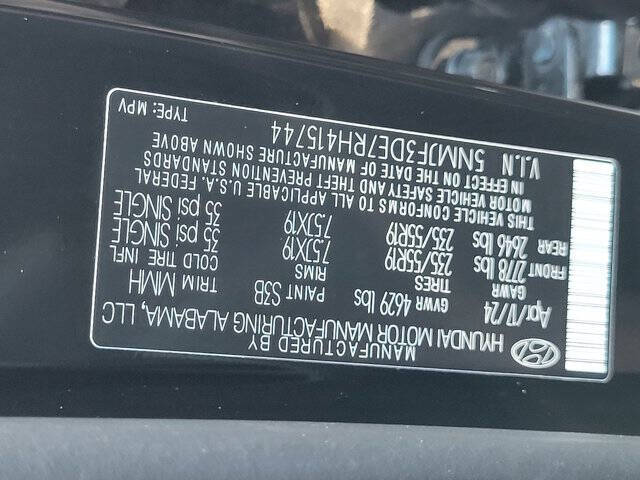 MANUFACTURED BY
HYUNDAI MOTOR MANUFACTURING ALABAMA, LLC
Apr/17/24 GVWR 4629 lbs PAINT S3B TRIM MMH
GAWR TIRES RIMS COLD TIRE INFL
FRONT 2778 lbs 235/55R19 7.5JX19 35 psi SINGLE
REAR 2646 lbs 235/55R19 7.5JX19 35 psi SINGLE
THIS VEHICLE CONFORMS TO ALL APPLICABLE U.S.A. FEDERAL
MOTOR VEHICLE SAFETY AND THEFT PREVENTION STANDARDS
IN EFFECT ON THE DATE OF MANUFACTURE SHOWN ABOVE
V.I.N 5NMJF3DE7RH415744
TYPE: MPV